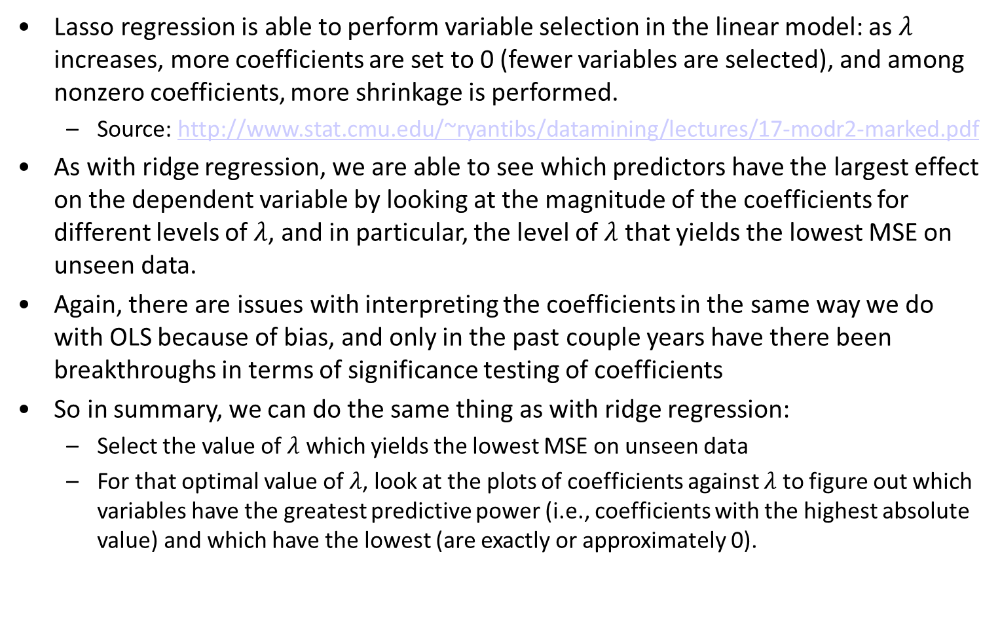 • Lasso regression is able to perform variable selection in the linear model: as λ
increases, more coefficients are set to 0 (fewer variables are selected), and among
nonzero coefficients, more shrinkage is performed.
– Source: http://www.stat.cmu.edu/~ryantibs/datamining/lectures/17-modr2-marked.pdf
• As with ridge regression, we are able to see which predictors have the largest effect
on the dependent variable by looking at the magnitude of the coefficients for
different levels of λ, and in particular, the level of λ that yields the lowest MSE on
unseen data.
• Again, there are issues with interpreting the coefficients in the same way we do
with OLS because of bias, and only in the past couple years have there been
breakthroughs in terms of significance testing of coefficients
• So in summary, we can do the same thing as with ridge regression:
– Select the value of λ which yields the lowest MSE on unseen data
– For that optimal value of λ, look at the plots of coefficients against λ to figure out which
variables have the greatest predictive power (i.e., coefficients with the highest absolute
value) and which have the lowest (are exactly or approximately 0).